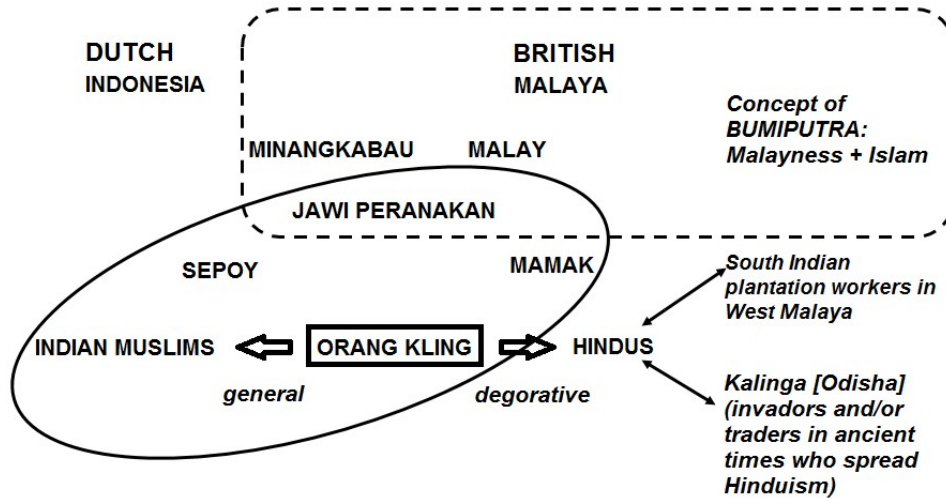 DUTCH
INDONESIA
BRITISH
MALAYA
Concept of
BUMIPUTRA:
Malayness + Islam
MINANGKABAU
MALAY
JAWI PERANAKAN
SEPOY
MAMAK
South Indian
plantation workers in
West Malaya
INDIAN MUSLIMS
ORANG KLING
HINDUS
general
degorative
Kalinga [Odisha]
(invadors and/or
traders in ancient
times who spread
Hinduism)